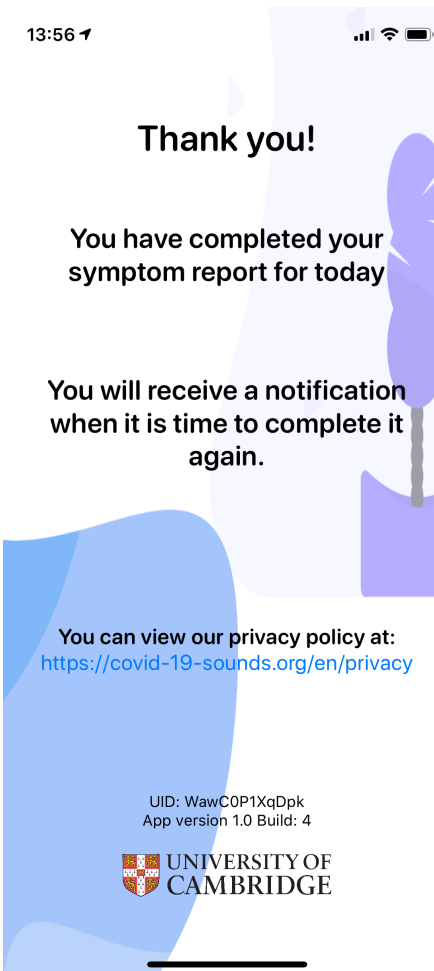 13:56
Thank you!
You have completed your
symptom report for today
You will receive a notification
when it is time to complete it
again.
You can view our privacy policy at:
https://covid-19-sounds.org/en/privacy
UID: WawC0P1XqDpk
App version 1.0 Build: 4
UNIVERSITY OF
CAMBRIDGE